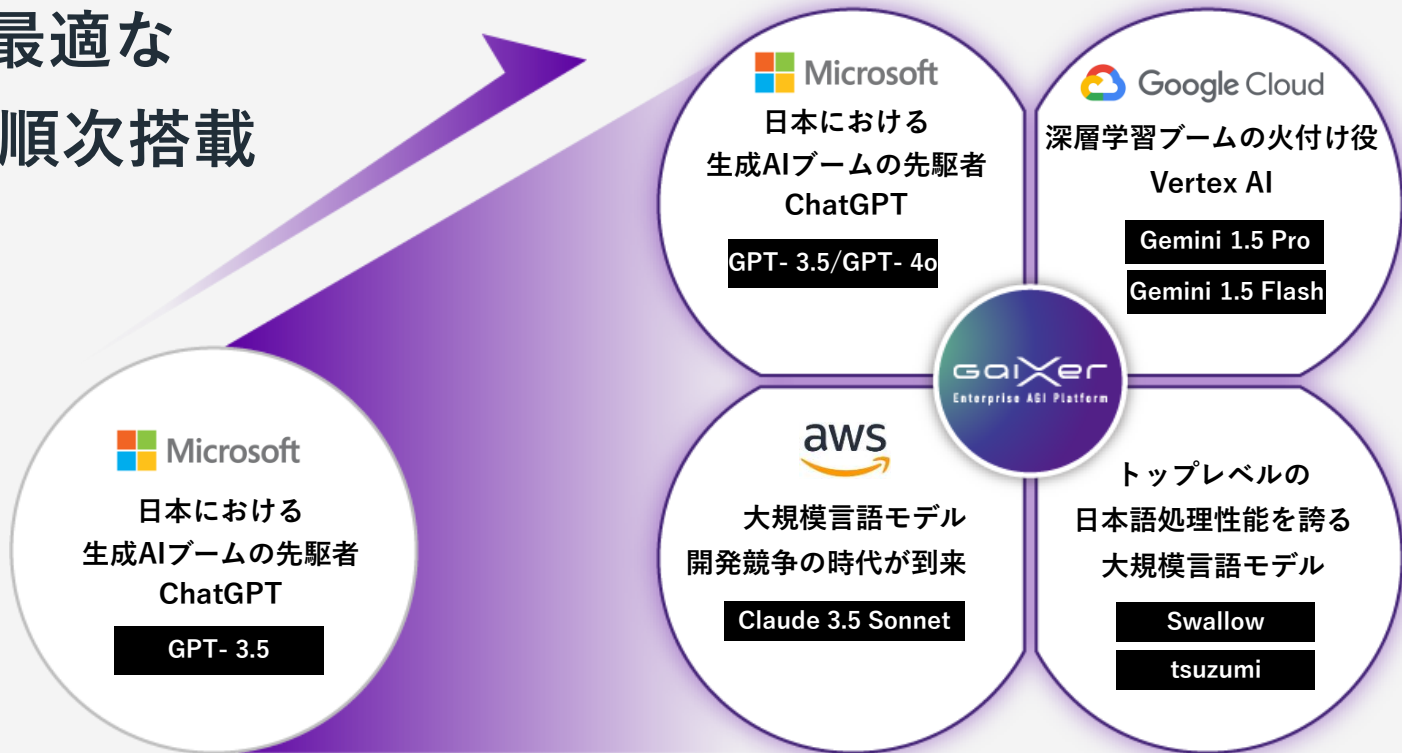 最適な
順次搭載
Microsoft
日本における
生成AIブームの先駆者
ChatGPT
GPT- 3.5
Microsoft
日本における
生成AIブームの先駆者
ChatGPT
GPT- 3.5/GPT- 4o
Google Cloud
深層学習ブームの火付け役
Vertex AI
Gemini 1.5 Pro
Gemini 1.5 Flash
GaiXer
Enterprise AGI Platform
aws
大規模言語モデル
開発競争の時代が到来
Claude 3.5 Sonnet
トップレベルの
日本語処理性能を誇る
大規模言語モデル
Swallow
tsuzumi